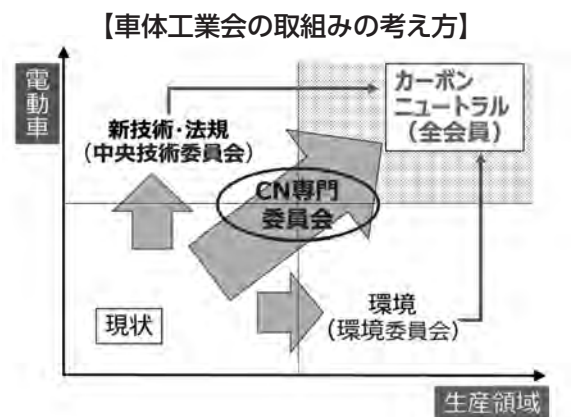 【車体工業会の取組みの考え方】
電動車
カーボン
ニュートラル
(全会員)
新技術・法規
(中央技術委員会)
CN専門
委員会
現状
環境
(環境委員会)
生産領域